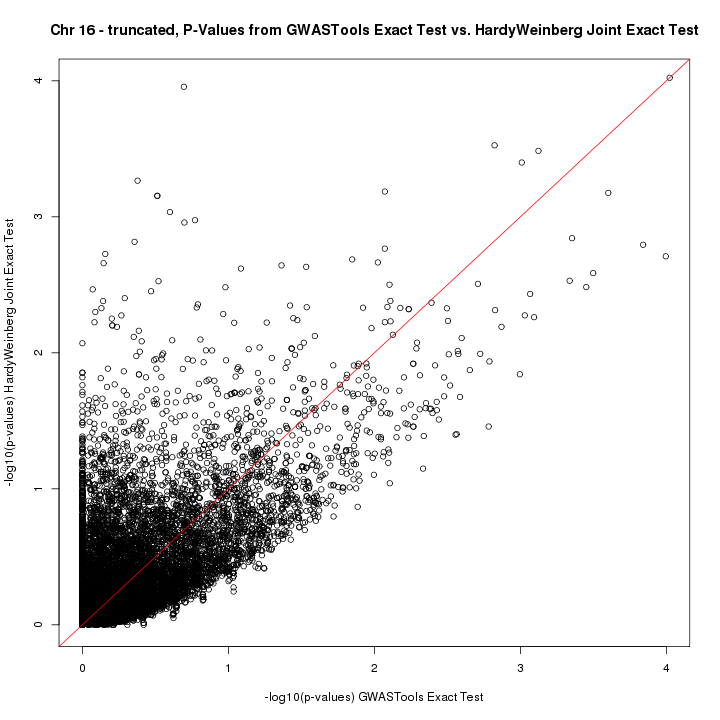 Chr 16 - truncated, P-Values from GWASTools Exact Test vs. HardyWeinberg Joint Exact Test
-log10(p-values) HardyWeinberg Joint Exact Test
4
3
2
1
0
0 1 2 3 4
-log10(p-values) GWASTools Exact Test